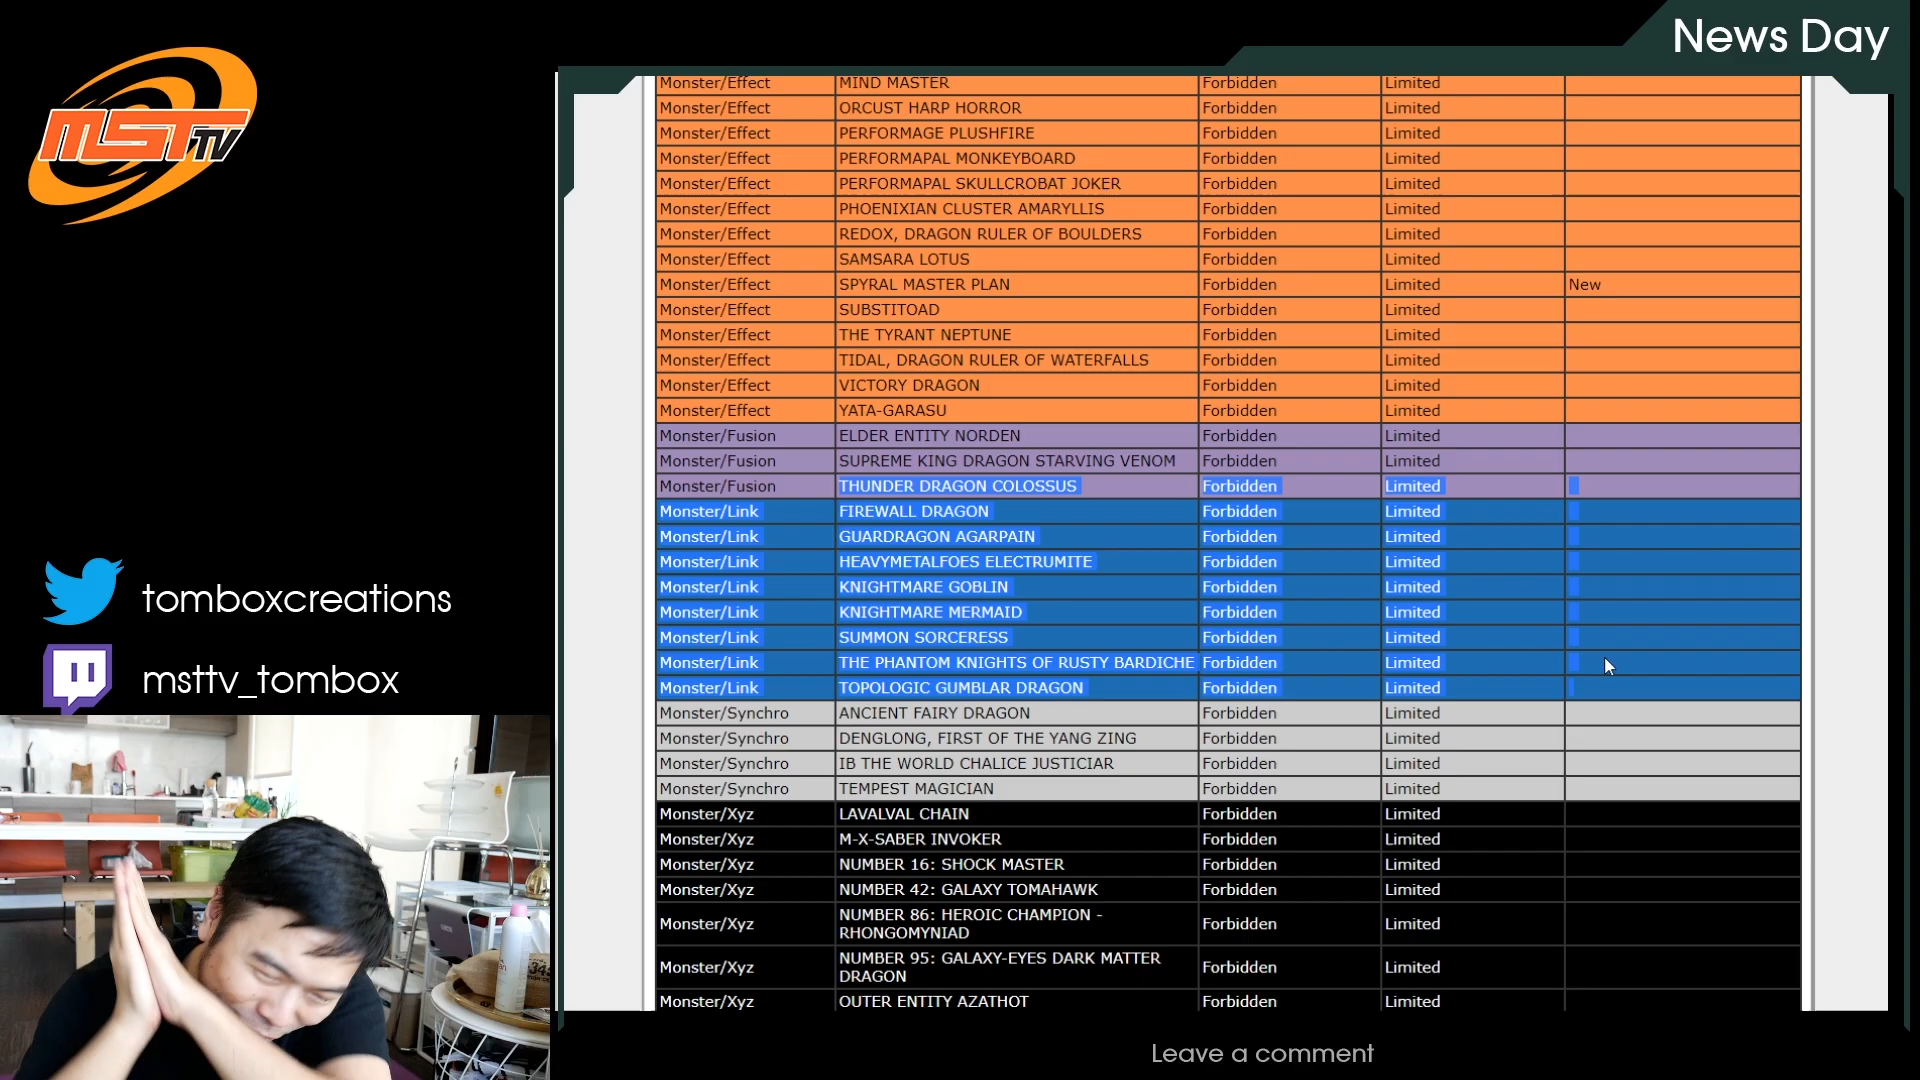 News Day
MST TV
Monster/Effect MIND MASTER Forbidden Limited
Monster/Effect ORCUST HARP HORROR Forbidden Limited
Monster/Effect PERFORMAGE PLUSHFIRE Forbidden Limited
Monster/Effect PERFORMAPAL MONKEYBOARD Forbidden Limited
Monster/Effect PERFORMAPAL SKULLCROBAT JOKER Forbidden Limited
Monster/Effect PHOENIXIAN CLUSTER AMARYLLIS Forbidden Limited
Monster/Effect REDOX, DRAGON RULER OF BOULDERS Forbidden Limited
Monster/Effect SAMSARA LOTUS Forbidden Limited
Monster/Effect SPYRAL MASTER PLAN Forbidden Limited New
Monster/Effect SUBSTITOAD Forbidden Limited
Monster/Effect THE TYRANT NEPTUNE Forbidden Limited
Monster/Effect TIDAL, DRAGON RULER OF WATERFALLS Forbidden Limited
Monster/Effect VICTORY DRAGON Forbidden Limited
Monster/Effect YATA-GARASU Forbidden Limited
Monster/Fusion ELDER ENTITY NORDEN Forbidden Limited
Monster/Fusion SUPREME KING DRAGON STARVING VENOM Forbidden Limited
Monster/Fusion THUNDER DRAGON COLOSSUS Forbidden Limited
Monster/Link FIREWALL DRAGON Forbidden Limited
Monster/Link GUARDRAGON AGARPAIN Forbidden Limited
Monster/Link HEAVYMETALFOES ELECTRUMITE Forbidden Limited
Monster/Link KNIGHTMARE GOBLIN Forbidden Limited
Monster/Link KNIGHTMARE MERMAID Forbidden Limited
Monster/Link SUMMON SORCERESS Forbidden Limited
Monster/Link THE PHANTOM KNIGHTS OF RUSTY BARDICHE Forbidden Limited
Monster/Link TOPOLOGIC GUMBLAR DRAGON Forbidden Limited
Monster/Synchro ANCIENT FAIRY DRAGON Forbidden Limited
Monster/Synchro DENGLONG, FIRST OF THE YANG ZING Forbidden Limited
Monster/Synchro IB THE WORLD CHALICE JUSTICIAR Forbidden Limited
Monster/Synchro TEMPEST MAGICIAN Forbidden Limited
Monster/Xyz LAVALVAL CHAIN Forbidden Limited
Monster/Xyz M-X-SABER INVOKER Forbidden Limited
Monster/Xyz NUMBER 16: SHOCK MASTER Forbidden Limited
Monster/Xyz NUMBER 42: GALAXY TOMAHAWK Forbidden Limited
Monster/Xyz NUMBER 86: HEROIC CHAMPION - Forbidden Limited
RHONGOMYNIAD
Monster/Xyz NUMBER 95: GALAXY-EYES DARK MATTER Forbidden Limited
DRAGON
Monster/Xyz OUTER ENTITY AZATHOT Forbidden Limited
tomboxcreations
msttv_tombox
Leave a comment